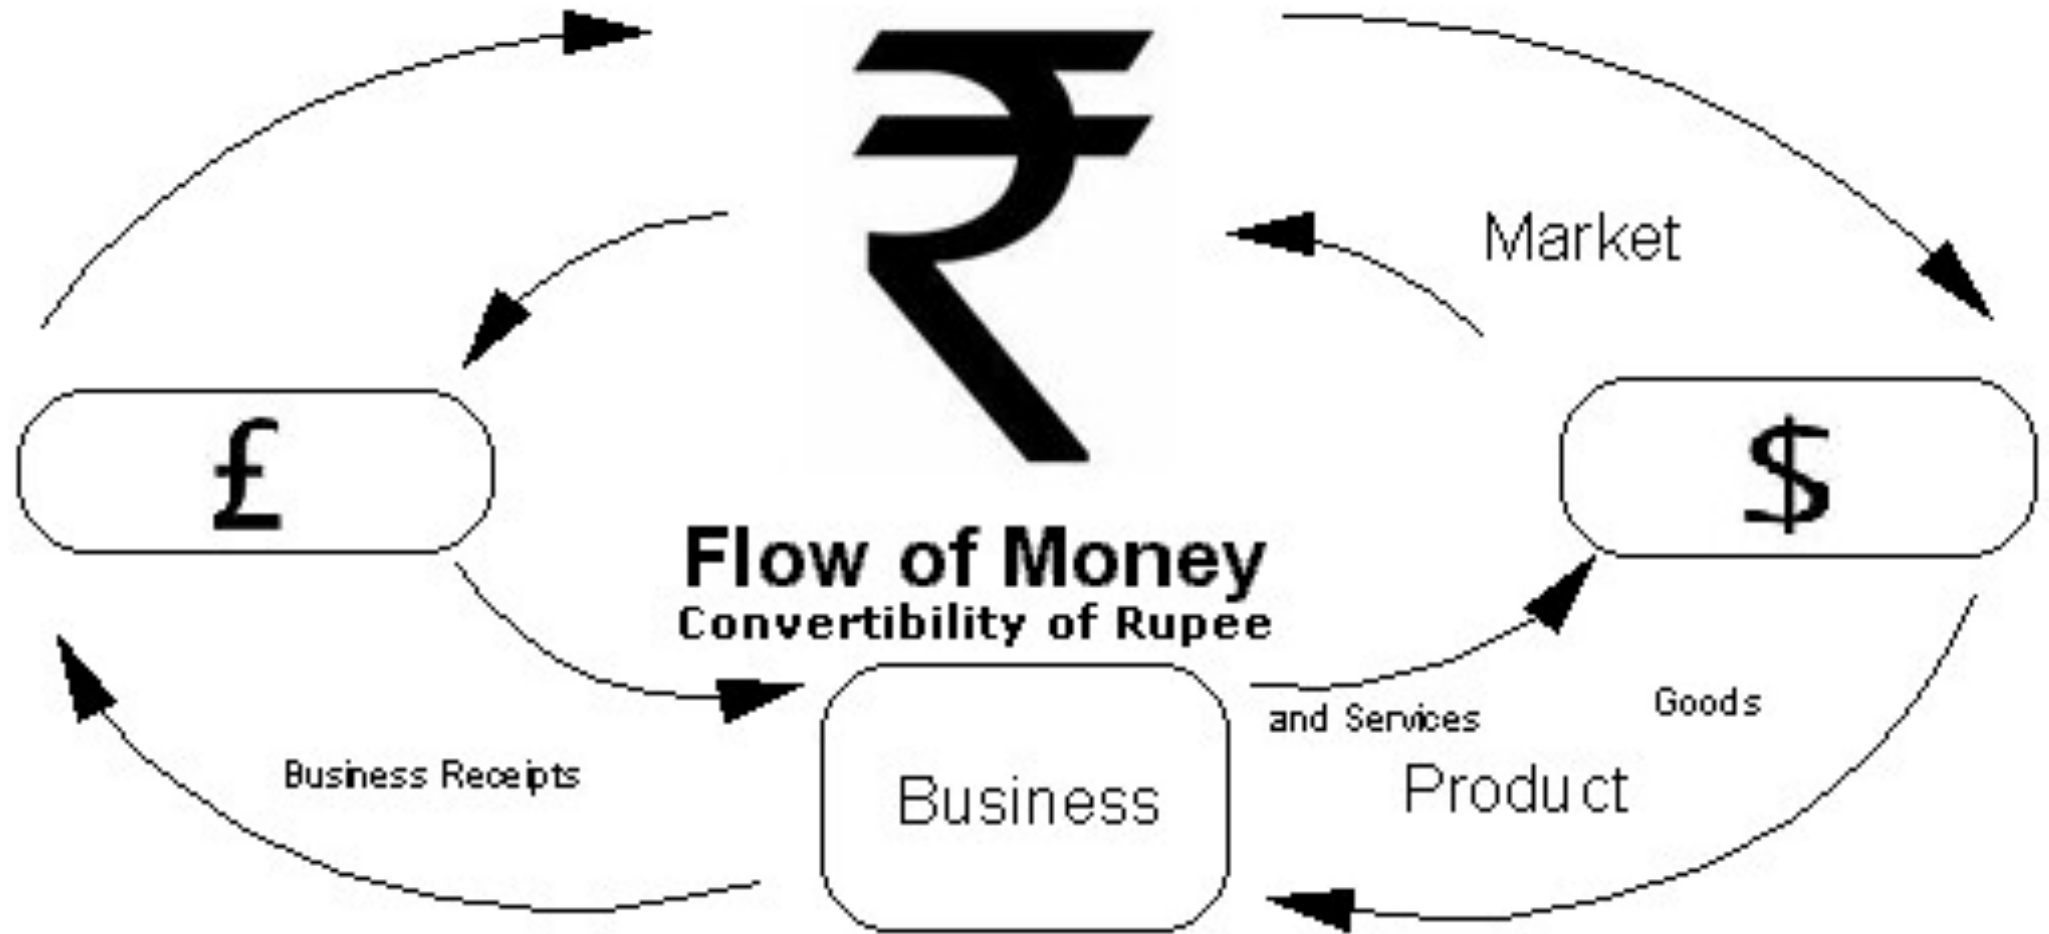 ₹
Market
£
$
Flow of Money
Convertibility of Rupee
Goods
and Services
Business Receipts
Product
Business